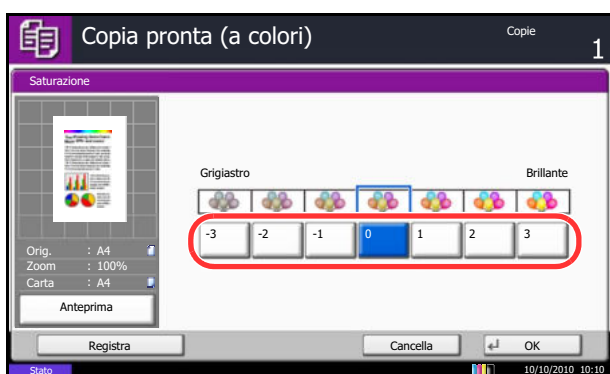 Copia pronta (a colori)
Copie
1
Saturazione
Grigiastro
Brillante
-3
-2
-1
0
1
2
3
Orig. : A4
Zoom : 100%
Carta : A4
Anteprima
Registra
Cancella
OK
Stato
10/10/2010 10:10